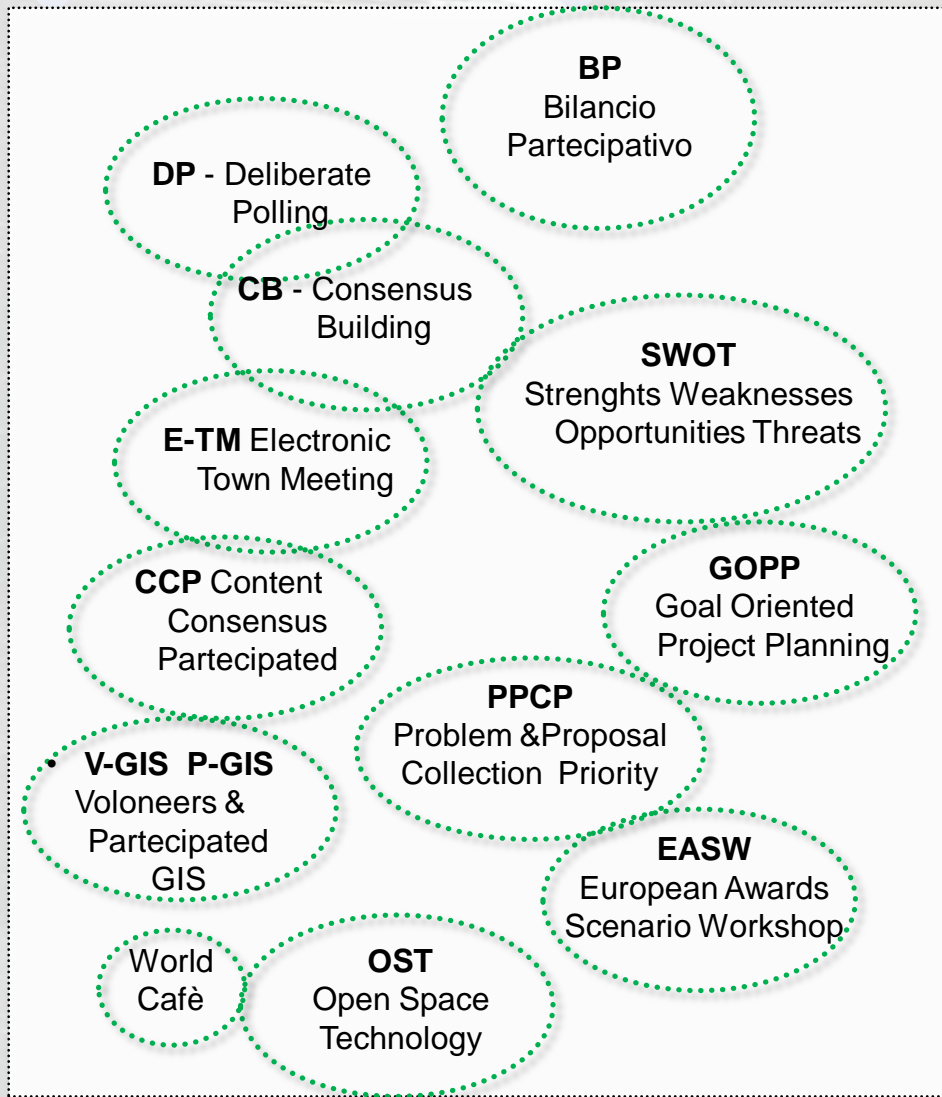 BP
Bilancio
Partecipativo
DP - Deliberate
Polling
CB - Consensus
Building
SWOT
Strenghts Weaknesses
Opportunities Threats
E-TM Electronic
Town Meeting
CCP Content
Consensus
Partecipated
GOPP
Goal Oriented
Project Planning
PPCP
Problem &Proposal
Collection Priority
• V-GIS P-GIS
Voloneers &
Partecipated
GIS
EASW
European Awards
Scenario Workshop
World
Cafè
OST
Open Space
Technology